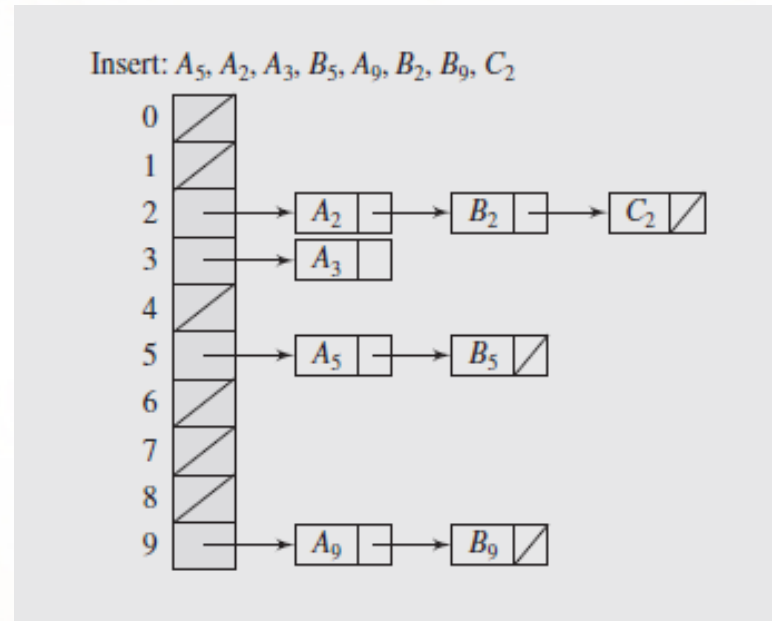 Insert: A₅, A₂, A₃, B₅, A₉, B₂, B₉, C₂
0
1
2 A₂ B₂ C₂
3 A₃
4
5 A₅ B₅
6
7
8
9 A₉ B₉